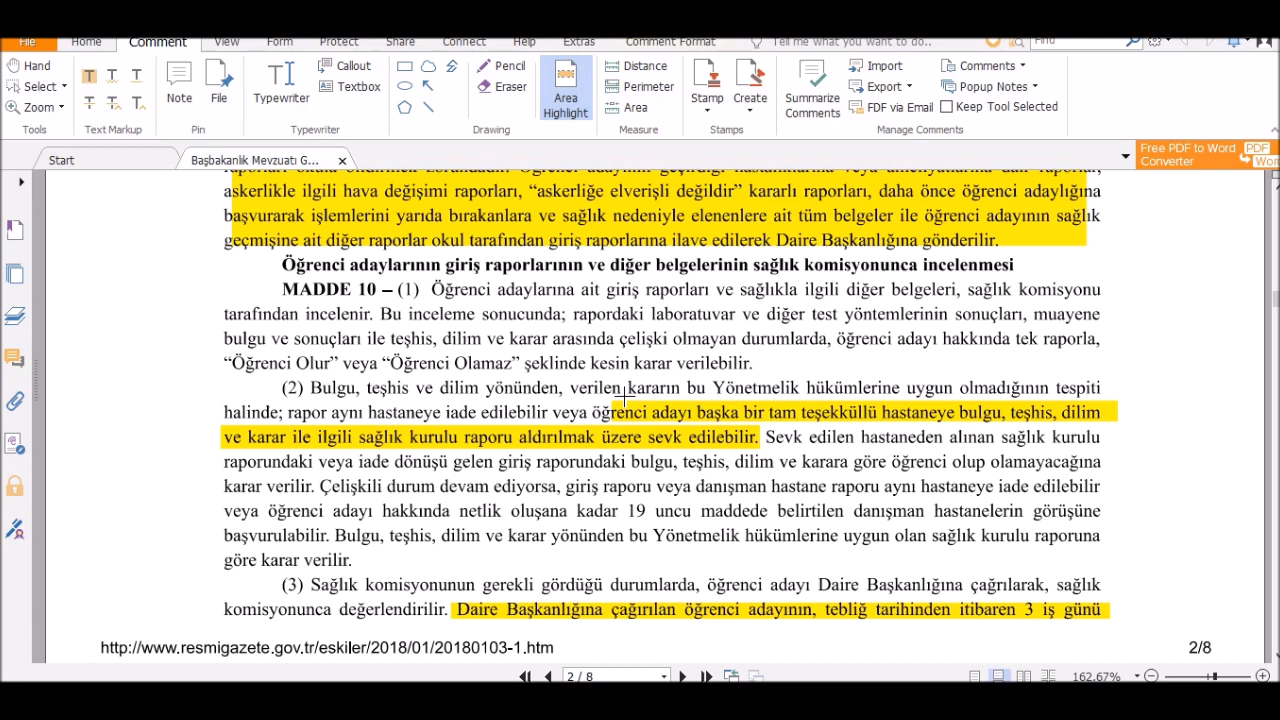 File Home Comment View Form Protect Share Connect Help Extras Comment Format Tell me what you want to do.. Find
Hand
Select
Zoom
Tools
T T T
T T T
Text Markup
Note
File
Pin
Typewriter
Callout
Textbox
Typewriter
Pencil
Eraser
Drawing
Area
Highlight
Distance
Perimeter
Area
Measure
Stamp
Create
Stamps
Summarize
Comments
Import
Export
FDF via Email
Comments
Popup Notes
Keep Tool Selected
Manage Comments
Start
Başbakanlık Mevzuatı G... x
Free PDF to Word
Converter
PDF
raporları okula bildirmek zorundadır. Öğrenci adayının geçirdiği hastalıklarına veya ameliyatlarına dair raporlar,
askerlikle ilgili hava değişimi raporları, “askerliğe elverişli değildir” kararlı raporları, daha önce öğrenci adaylığına
başvurarak işlemlerini yarıda bırakanlara ve sağlık nedeniyle elenenlere ait tüm belgeler ile öğrenci adayının sağlık
geçmişine ait diğer raporlar okul tarafından giriş raporlarına ilave edilerek Daire Başkanlığına gönderilir.
Öğrenci adaylarının giriş raporlarının ve diğer belgelerinin sağlık komisyonunca incelenmesi
MADDE 10 – (1) Öğrenci adaylarına ait giriş raporları ve sağlıkla ilgili diğer belgeleri, sağlık komisyonu
tarafından incelenir. Bu inceleme sonucunda; rapordaki laboratuvar ve diğer test yöntemlerinin sonuçları, muayene
bulgu ve sonuçları ile teşhis, dilim ve karar arasında çelişki olmayan durumlarda, öğrenci adayı hakkında tek raporla,
“Öğrenci Olur” veya “Öğrenci Olamaz” şeklinde kesin karar verilebilir.
(2) Bulgu, teşhis ve dilim yönünden, verilen kararın bu Yönetmelik hükümlerine uygun olmadığının tespiti
halinde; rapor aynı hastaneye iade edilebilir veya öğrenci adayı başka bir tam teşekküllü hastaneye bulgu, teşhis, dilim
ve karar ile ilgili sağlık kurulu raporu aldırılmak üzere sevk edilebilir. Sevk edilen hastaneden alınan sağlık kurulu
raporundaki veya iade dönüşü gelen giriş raporundaki bulgu, teşhis, dilim ve karara göre öğrenci olup olamayacağına
karar verilir. Çelişkili durum devam ediyorsa, giriş raporu veya danışman hastane raporu aynı hastaneye iade edilebilir
veya öğrenci adayı hakkında netlik oluşana kadar 19 uncu maddede belirtilen danışman hastanelerin görüşüne
başvurulabilir. Bulgu, teşhis, dilim ve karar yönünden bu Yönetmelik hükümlerine uygun olan sağlık kurulu raporuna
göre karar verilir.
(3) Sağlık komisyonunun gerekli gördüğü durumlarda, öğrenci adayı Daire Başkanlığına çağrılarak, sağlık
komisyonunca değerlendirilir. Daire Başkanlığına çağırılan öğrenci adayının, tebliğ tarihinden itibaren 3 iş günü
http://www.resmigazete.gov.tr/eskiler/2018/01/20180103-1.htm 2/8
2 / 8 162.67%